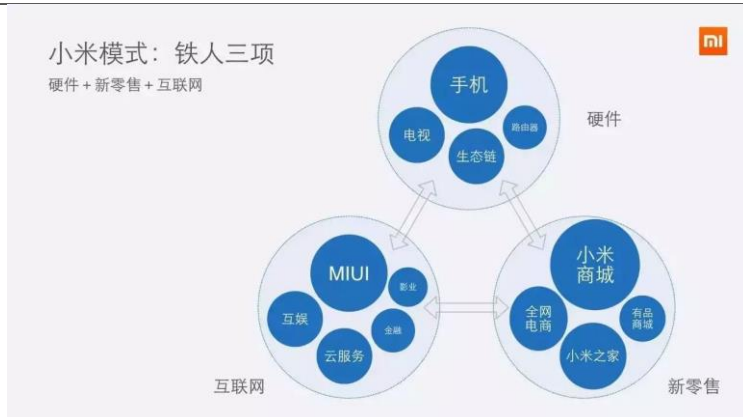 小米模式：铁人三项
硬件+新零售+互联网
mi
手机
电视
路由器
生态链
硬件
MIUI
影业
互娱
金融
云服务
互联网
小米
商城
全网
电商
有品
商城
小米之家
新零售